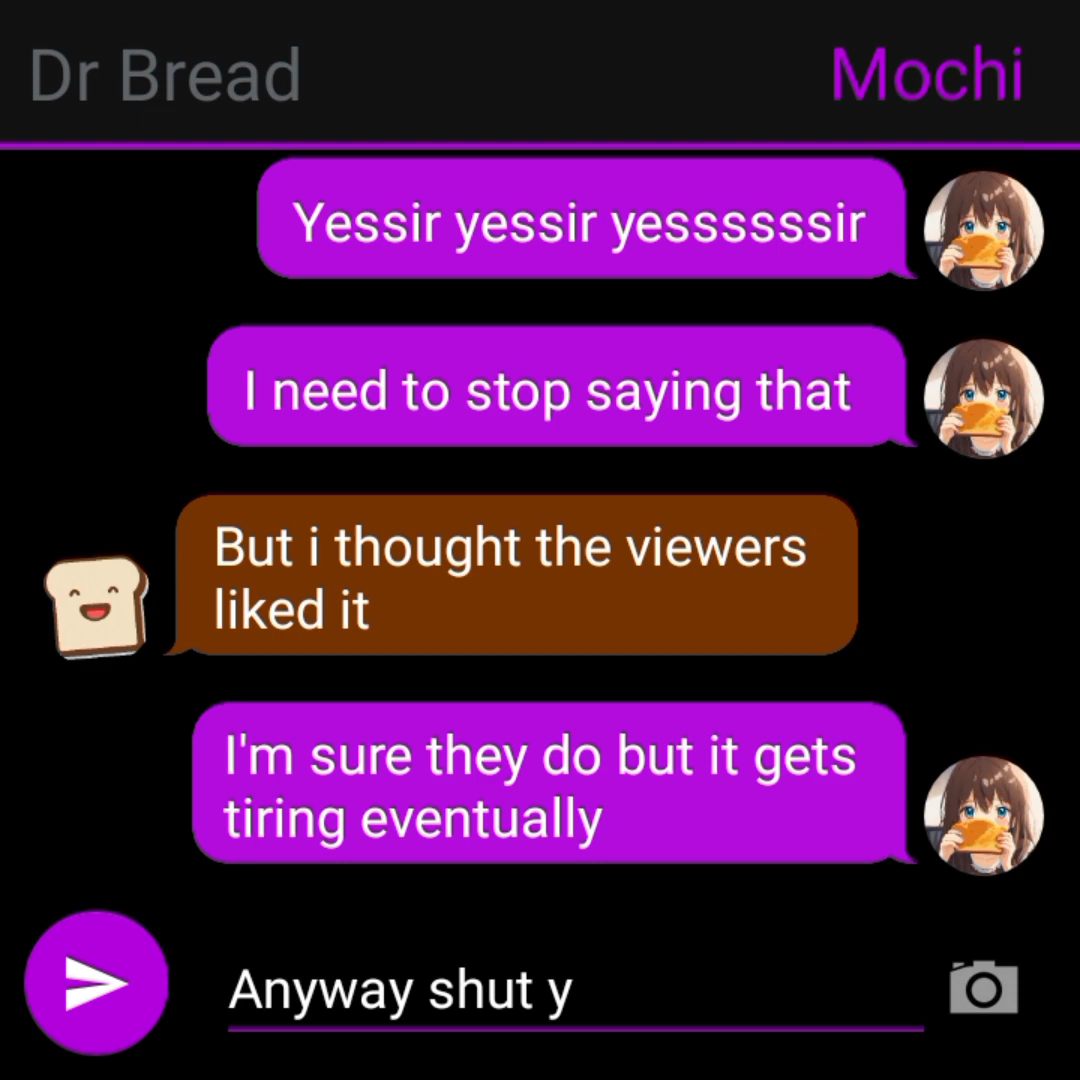 Dr Bread
Mochi
Yessir yessir yessssssir
I need to stop saying that
But i thought the viewers
liked it
I'm sure they do but it gets
tiring eventually
Anyway shut y